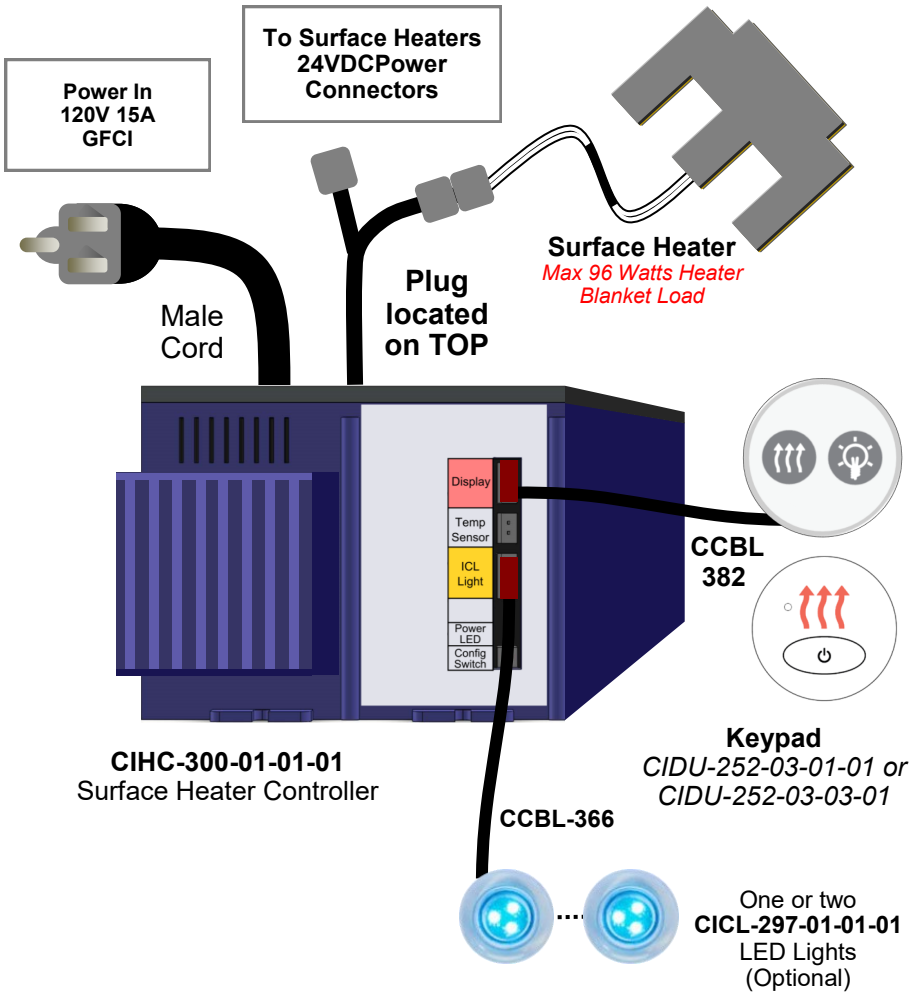 To Surface Heaters
24VDCPower
Connectors
Power In
120V 15A
GFCI
Surface Heater
Max 96 Watts Heater
Blanket Load
Plug
located
on TOP
Male
Cord
Display
Temp
Sensor
ICL
Light
Power
LED
Config
Switch
CCBL
382
Keypad
CIDU-252-03-01-01 or
CIDU-252-03-03-01
CIHC-300-01-01-01
Surface Heater Controller
CCBL-366
One or two
CICL-297-01-01-01
LED Lights
(Optional)